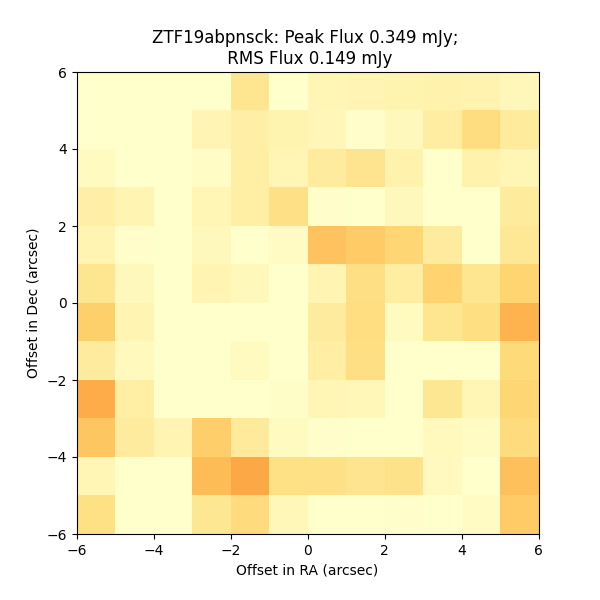 ZTF19abpnsck: Peak Flux 0.349 mJy;
RMS Flux 0.149 mJy
6
4
2
0
−2
−4
−6
Offset in Dec (arcsec)
−6 −4 −2 0 2 4 6
Offset in RA (arcsec)